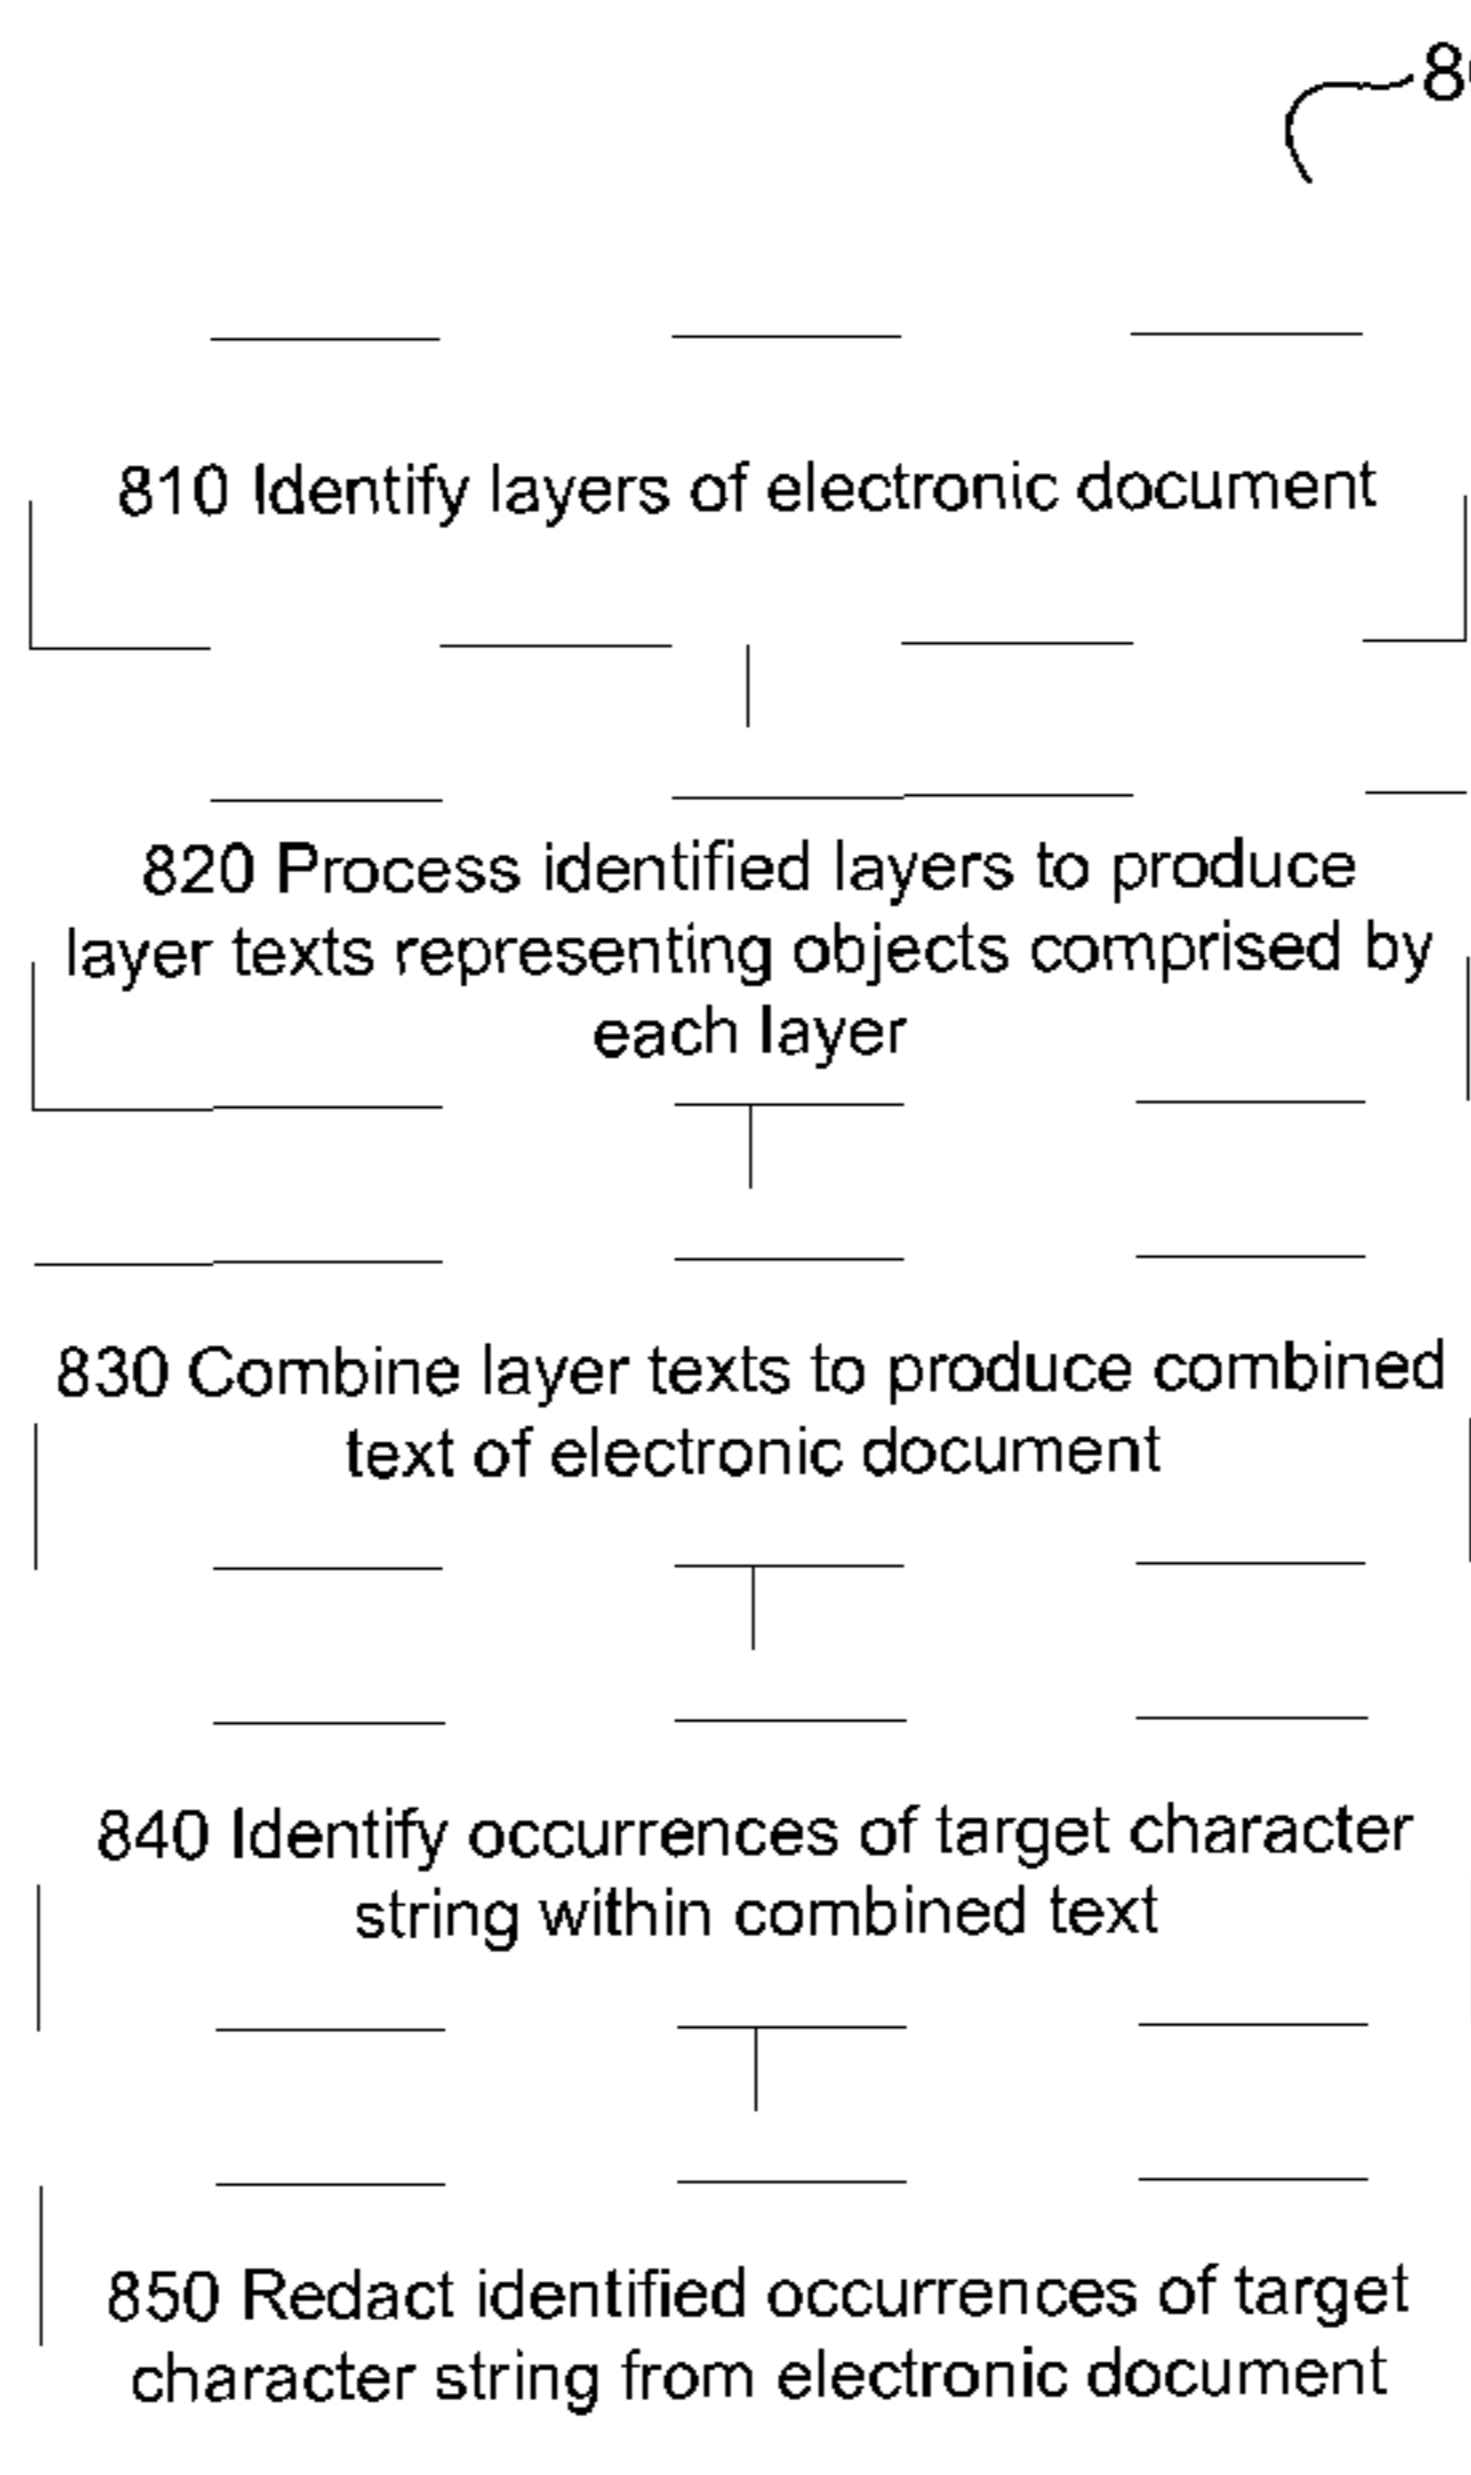 810 Identify layers of electronic document
820 Process identified layers to produce
layer texts representing objects comprised by
each layer
830 Combine layer texts to produce combined
text of electronic document
840 Identify occurrences of target character
string within combined text
850 Redact identified occurrences of target
character string from electronic document